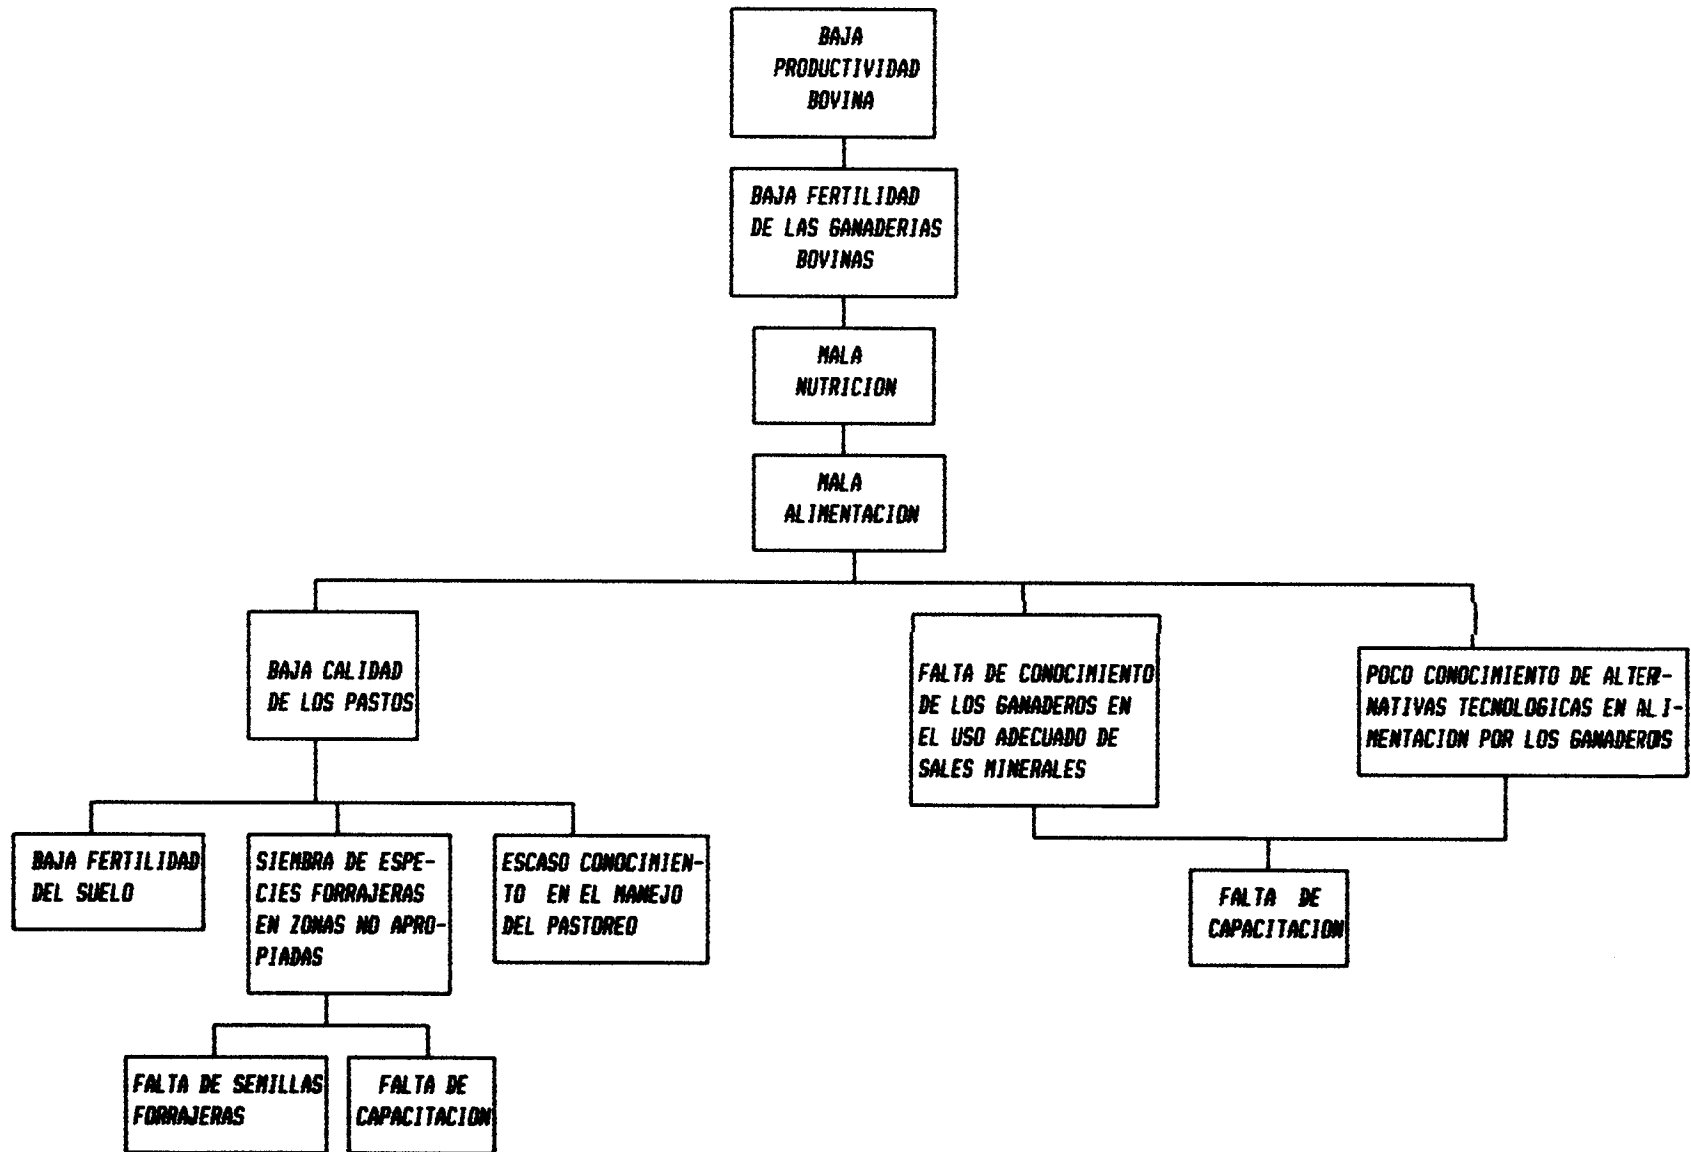 BAJA
PRODUCTIVIDAD
BOVINA
BAJA FERTILIDAD
DE LAS GANADERIAS
BOVINAS
MALA
NUTRICION
MALA
ALIMENTACION
BAJA CALIDAD
DE LOS PASTOS
FALTA DE CONOCIMIENTO
DE LOS GANADEROS EN
EL USO ADECUADO DE
SALES MINERALES
POCO CONOCIMIENTO DE ALTER-
NATIVAS TECNOLOGICAS EN ALI-
MENTACION POR LOS GANADEROS
BAJA FERTILIDAD
DEL SUELO
SIEMBRA DE ESPE-
CIES FORRAJERAS
EN ZONAS NO APRO-
PIADAS
ESCASO CONOCIMIEN-
TO EN EL MANEJO
DEL PASTOREO
FALTA DE
CAPACITACION
FALTA DE SEMILLAS
FORRAJERAS
FALTA DE
CAPACITACION